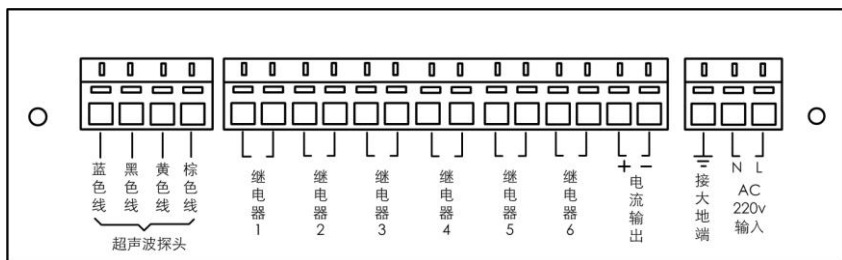 蓝色线
黑色线
黄色线
棕色线
超声波探头
继电器1
继电器2
继电器3
继电器4
继电器5
继电器6
+ −
电流输出
接大地端
N L
AC
220v
输入